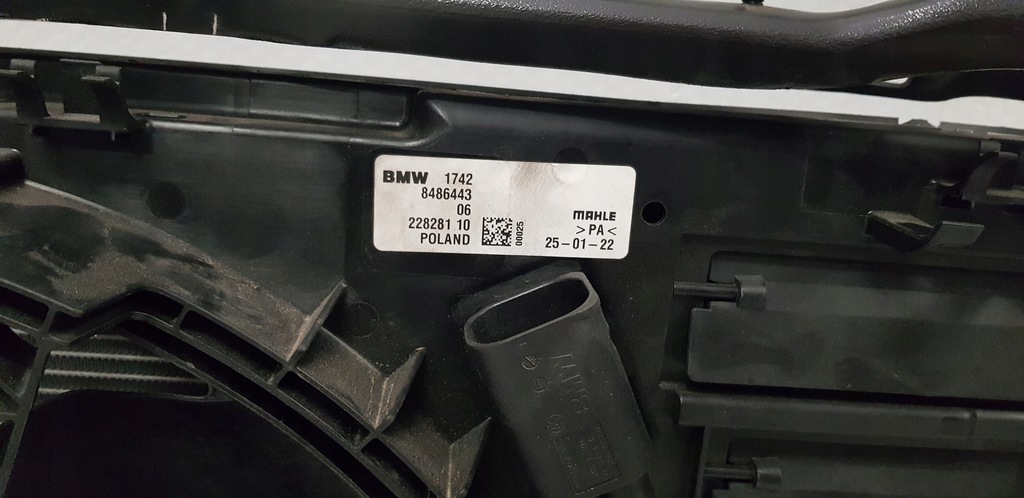 BMW 1742
8486443
06
228281 10
POLAND
00025
MAHLE
>PA<
25-01-22